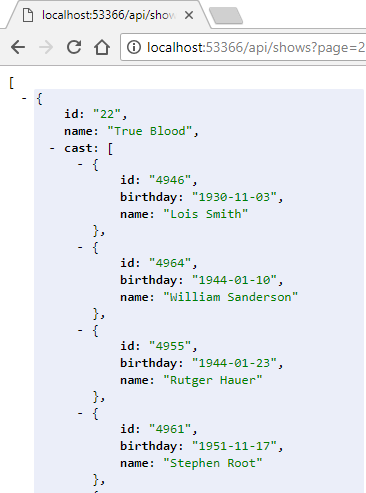 localhost:53366/api/show
localhost:53366/api/shows?page=2
[
- {
id: "22",
name: "True Blood",
- cast: [
- {
id: "4946",
birthday: "1930-11-03",
name: "Lois Smith"
},
- {
id: "4964",
birthday: "1944-01-10",
name: "William Sanderson"
},
- {
id: "4955",
birthday: "1944-01-23",
name: "Rutger Hauer"
},
- {
id: "4961",
birthday: "1951-11-17",
name: "Stephen Root"
},